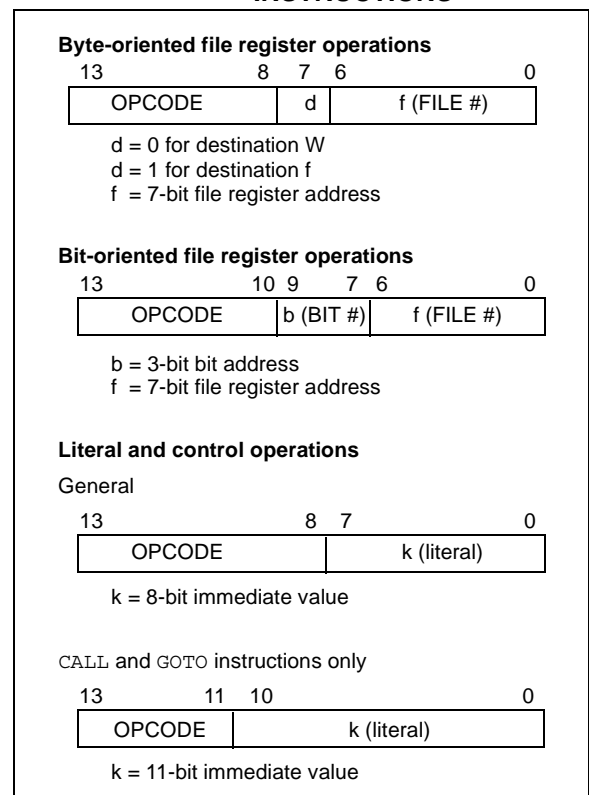 Byte-oriented file register operations
13 8 7 6 0
OPCODE d f (FILE #)
d = 0 for destination W
d = 1 for destination f
f = 7-bit file register address
Bit-oriented file register operations
13 10 9 7 6 0
OPCODE b (BIT #) f (FILE #)
b = 3-bit bit address
f = 7-bit file register address
Literal and control operations
General
13 8 7 0
OPCODE k (literal)
k = 8-bit immediate value
CALL and GOTO instructions only
13 11 10 0
OPCODE k (literal)
k = 11-bit immediate value